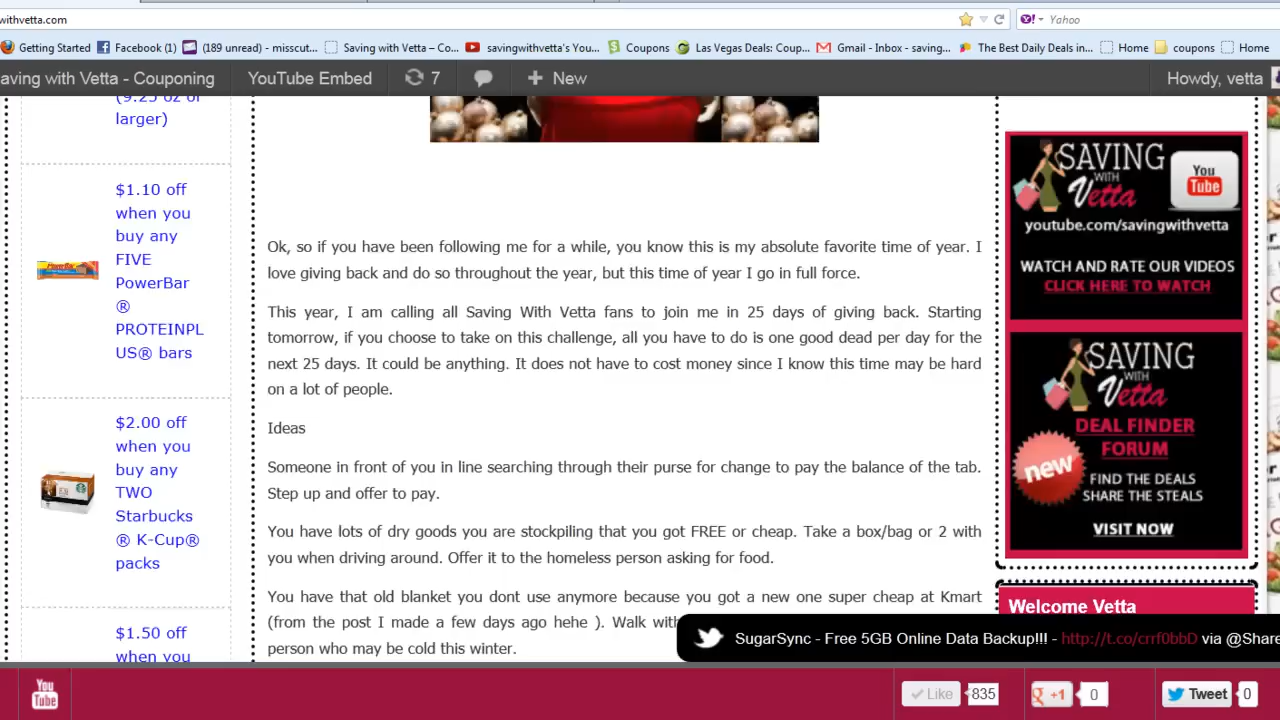 withvetta.com
Yahoo
Getting Started
Facebook (1)
(189 unread) - misscut...
Saving with Vetta – Co...
savingwithvetta's You...
Coupons
Las Vegas Deals: Coup...
Gmail - Inbox - saving...
The Best Daily Deals in...
Home
coupons
Home
aving with Vetta - Couponing
YouTube Embed
7
+ New
Howdy, vetta
(9.25 oz or
larger)
$1.10 off
when you
buy any
FIVE
PowerBar
®
PROTEINPL
US® bars
$2.00 off
when you
buy any
TWO
Starbucks
® K-Cup®
packs
$1.50 off
when you
Ok, so if you have been following me for a while, you know this is my absolute favorite time of year. I
love giving back and do so throughout the year, but this time of year I go in full force.
This year, I am calling all Saving With Vetta fans to join me in 25 days of giving back. Starting
tomorrow, if you choose to take on this challenge, all you have to do is one good dead per day for the
next 25 days. It could be anything. It does not have to cost money since I know this time may be hard
on a lot of people.
Ideas
Someone in front of you in line searching through their purse for change to pay the balance of the tab.
Step up and offer to pay.
You have lots of dry goods you are stockpiling that you got FREE or cheap. Take a box/bag or 2 with
you when driving around. Offer it to the homeless person asking for food.
You have that old blanket you dont use anymore because you got a new one super cheap at Kmart
(from the post I made a few days ago hehe ). Walk with
person who may be cold this winter.
SAVING
WITH
Vetta
You
Tube
youtube.com/savingwithvetta
WATCH AND RATE OUR VIDEOS
CLICK HERE TO WATCH
SAVING
WITH
Vetta
DEAL FINDER
FORUM
new
FIND THE DEALS
SHARE THE STEALS
VISIT NOW
Welcome Vetta
SugarSync - Free 5GB Online Data Backup!!! - http://t.co/crrf0bbD via @Share
You
Tube
Like
835
+1
0
Tweet
0